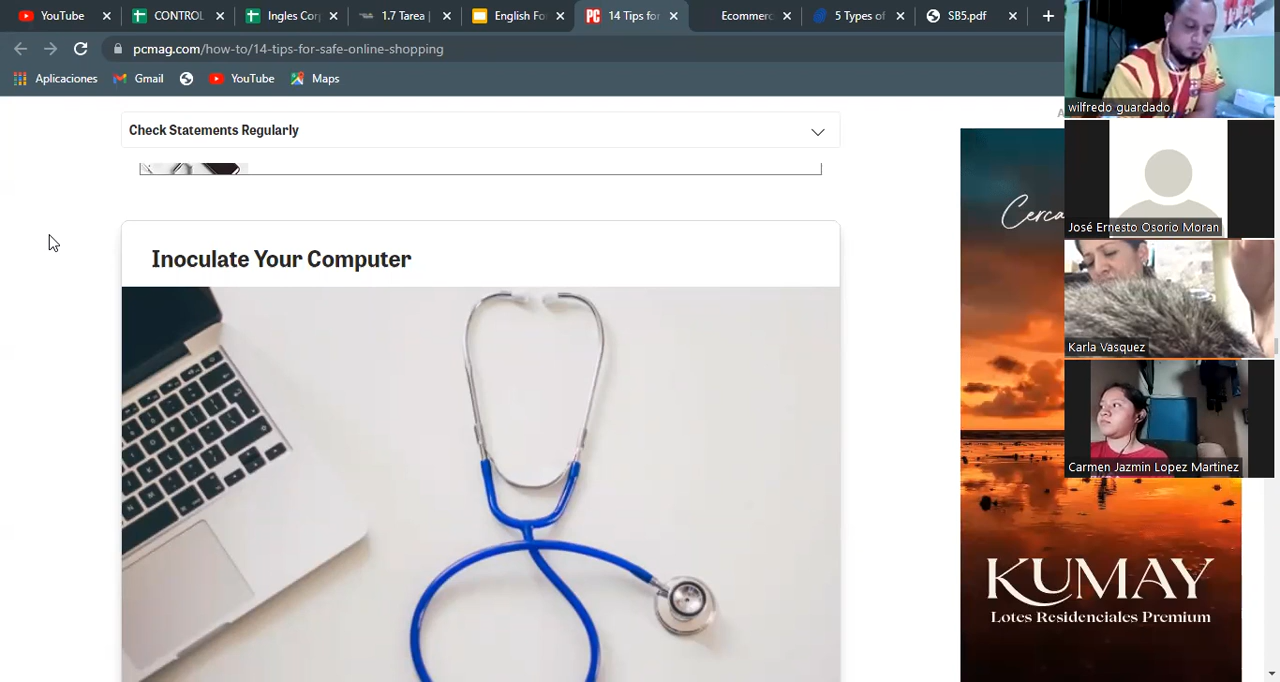 YouTube
CONTROL
Ingles Cor
1.7 Tarea |
English Fo
PC
14 Tips for
Ecommerc
5 Types of
SB5.pdf
pcmag.com/how-to/14-tips-for-safe-online-shopping
Aplicaciones
Gmail
YouTube
Maps
Check Statements Regularly
Inoculate Your Computer
Cerca
KUMAY
Lotes Residenciales Premium
wilfredo guardado
José Ernesto Osorio Moran
Karla Vasquez
Carmen Jazmin Lopez Martinez